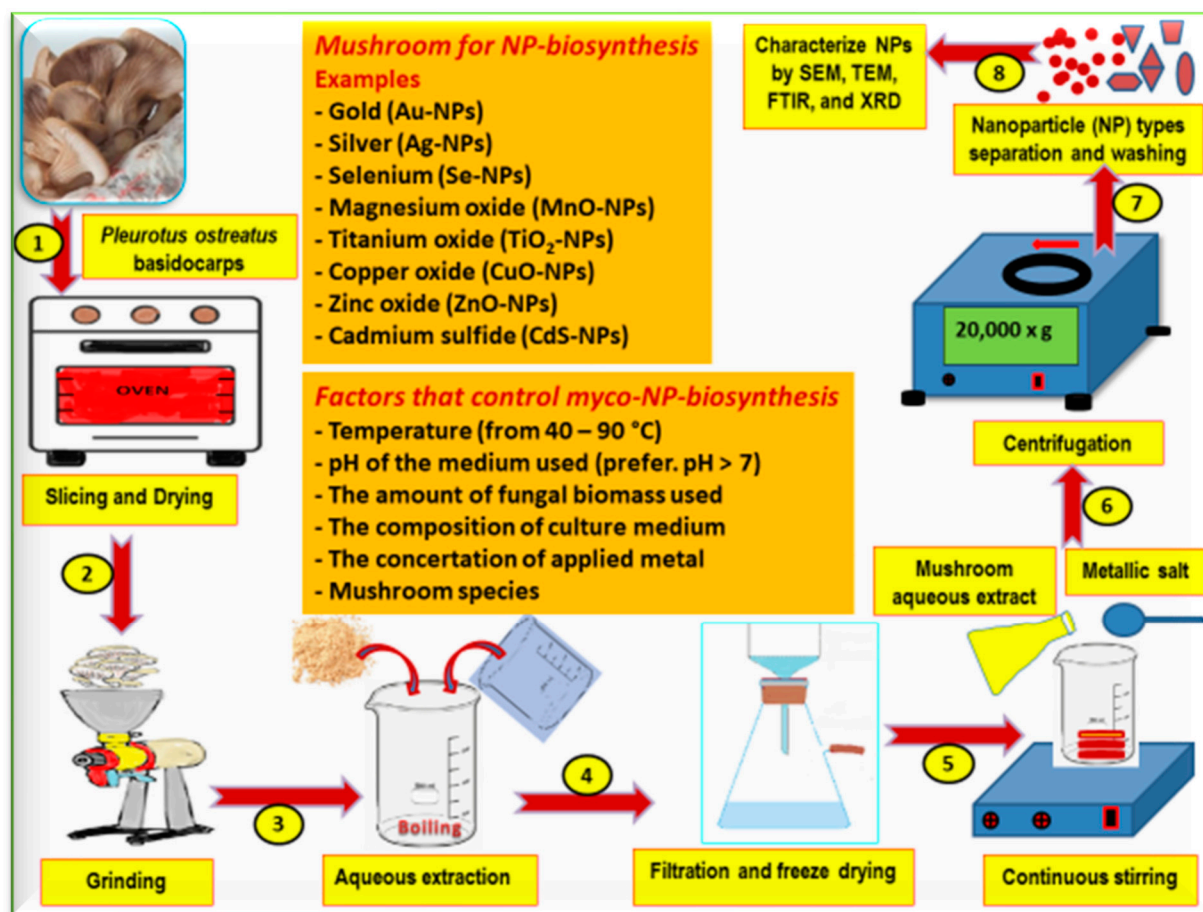 Mushroom for NP-biosynthesis
Examples
- Gold (Au-NPs)
- Silver (Ag-NPs)
- Selenium (Se-NPs)
- Magnesium oxide (MnO-NPs)
- Titanium oxide (TiO₂-NPs)
- Copper oxide (CuO-NPs)
- Zinc oxide (ZnO-NPs)
- Cadmium sulfide (CdS-NPs)
Factors that control myco-NP-biosynthesis
- Temperature (from 40 – 90 °C)
- pH of the medium used (prefer. pH > 7)
- The amount of fungal biomass used
- The composition of culture medium
- The concertation of applied metal
- Mushroom species
1
Pleurotus ostreatus
basidocarps
OVEN
Slicing and Drying
2
Grinding
3
Boiling
Aqueous extraction
4
Filtration and freeze drying
5
Mushroom
aqueous extract
Metallic salt
Continuous stirring
6
Centrifugation
20,000 x g
7
Nanoparticle (NP) types
separation and washing
8
Characterize NPs
by SEM, TEM,
FTIR, and XRD